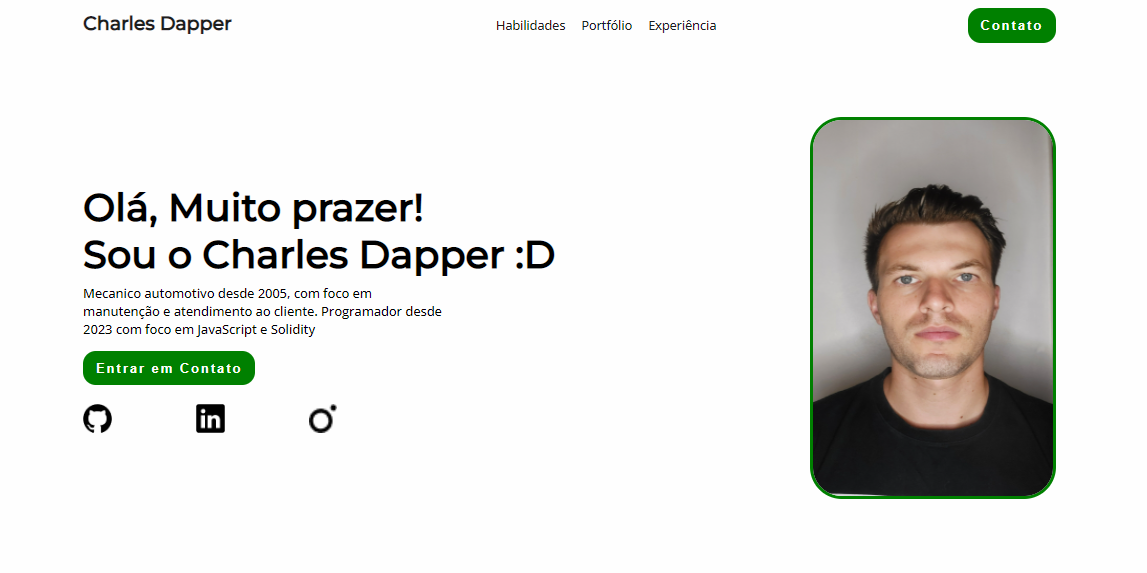 Charles Dapper
Habilidades Portfólio Experiência
Contato
Olá, Muito prazer!
Sou o Charles Dapper :D
Mecanico automotivo desde 2005, com foco em
manutenção e atendimento ao cliente. Programador desde
2023 com foco em JavaScript e Solidity
Entrar em Contato
in